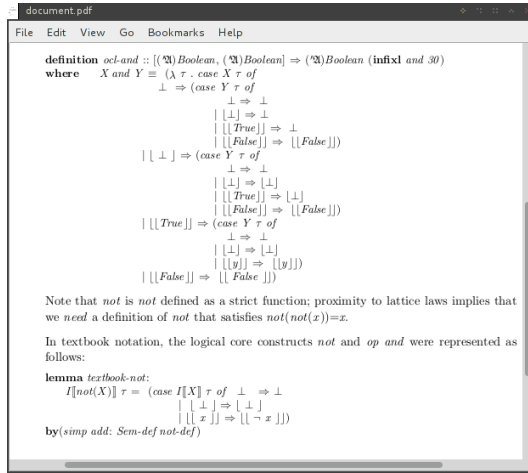 document.pdf
File Edit View Go Bookmarks Help
definition ocl-and :: [('𝔄)Boolean, ('𝔄)Boolean] ⇒ ('𝔄)Boolean (infixl and 30)
where X and Y ≡ (λ τ . case X τ of
⊥ ⇒ (case Y τ of
⊥ ⇒ ⊥
| ⌊⊥⌋ ⇒ ⊥
| ⌊⌊True⌋⌋ ⇒ ⊥
| ⌊⌊False⌋⌋ ⇒ ⌊⌊False⌋⌋)
| ⌊ ⊥ ⌋ ⇒ (case Y τ of
⊥ ⇒ ⊥
| ⌊⊥⌋ ⇒ ⌊⊥⌋
| ⌊⌊True⌋⌋ ⇒ ⌊⊥⌋
| ⌊⌊False⌋⌋ ⇒ ⌊⌊False⌋⌋)
| ⌊⌊True⌋⌋ ⇒ (case Y τ of
⊥ ⇒ ⊥
| ⌊⊥⌋ ⇒ ⌊⊥⌋
| ⌊⌊y⌋⌋ ⇒ ⌊⌊y⌋⌋)
| ⌊⌊False⌋⌋ ⇒ ⌊⌊ False ⌋⌋)
Note that not is not defined as a strict function; proximity to lattice laws implies that
we need a definition of not that satisfies not(not(x))=x.
In textbook notation, the logical core constructs not and op and were represented as
follows:
lemma textbook-not:
I⟦not(X)⟧ τ = (case I⟦X⟧ τ of ⊥ ⇒ ⊥
| ⌊ ⊥ ⌋ ⇒ ⌊ ⊥ ⌋
| ⌊⌊ x ⌋⌋ ⇒ ⌊⌊ ¬ x ⌋⌋)
by(simp add: Sem-def not-def)